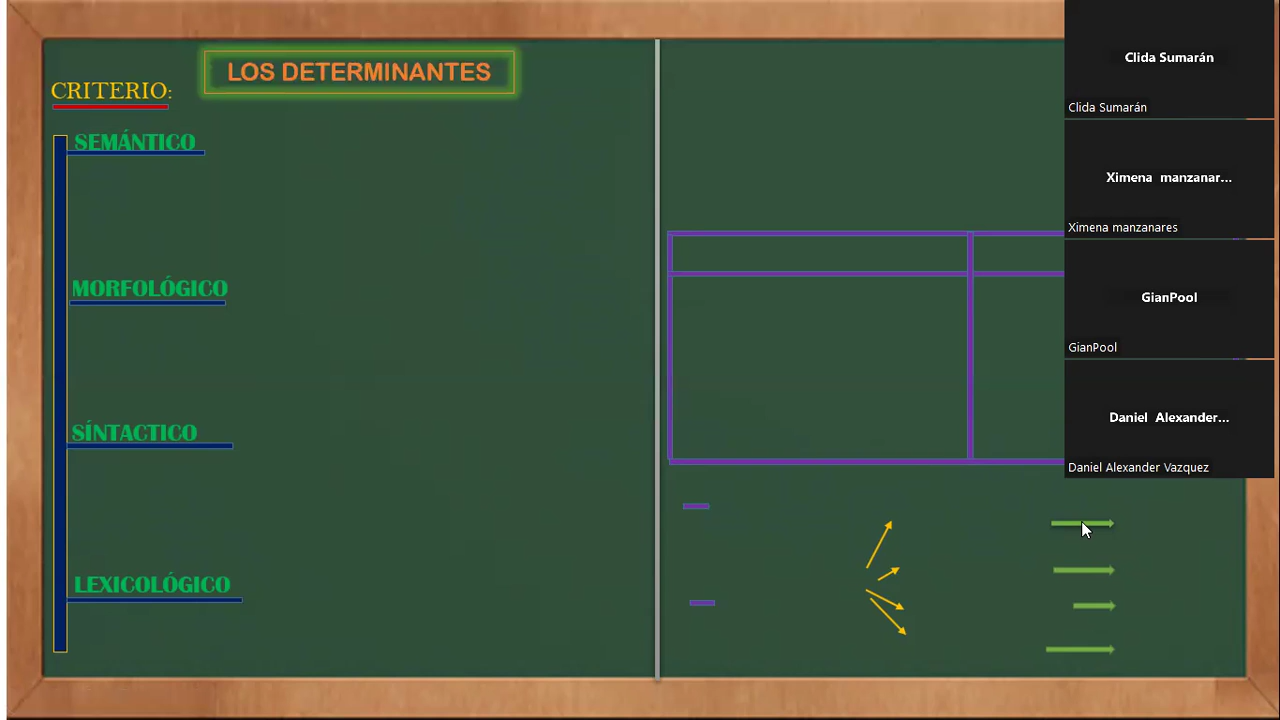 LOS DETERMINANTES
CRITERIO:
SEMÁNTICO
MORFOLÓGICO
SÍNTACTICO
LEXICOLÓGICO
Clida Sumarán
Clida Sumarán
Ximena manzanar...
Ximena manzanares
GianPool
GianPool
Daniel Alexander...
Daniel Alexander Vazquez